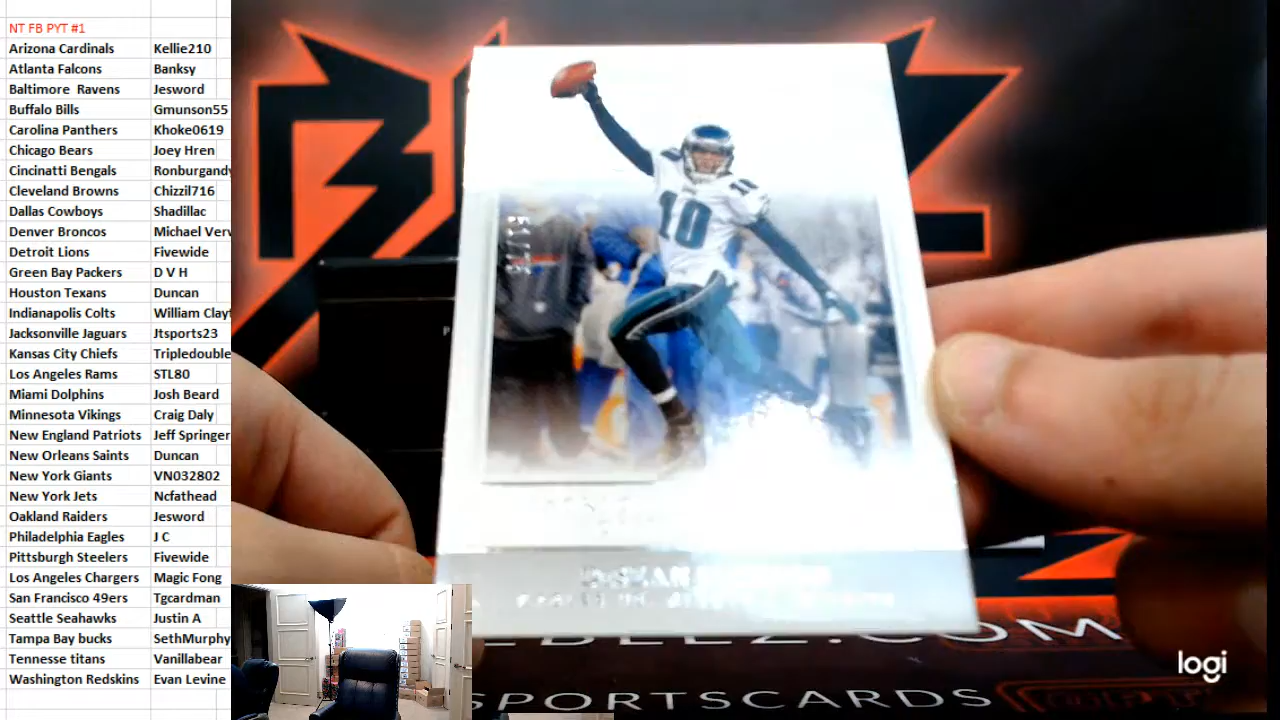 NT FB PYT #1
Arizona Cardinals Kellie210
Atlanta Falcons Banksy
Baltimore Ravens Jesword
Buffalo Bills Gmunson55
Carolina Panthers Khoke0619
Chicago Bears Joey Hren
Cincinatti Bengals Ronburgandy
Cleveland Browns Chizzil716
Dallas Cowboys Shadillac
Denver Broncos Michael Verv
Detroit Lions Fivewide
Green Bay Packers D V H
Houston Texans Duncan
Indianapolis Colts William Clayt
Jacksonville Jaguars Jtsports23
Kansas City Chiefs Tripledouble
Los Angeles Rams STL80
Miami Dolphins Josh Beard
Minnesota Vikings Craig Daly
New England Patriots Jeff Springer
New Orleans Saints Duncan
New York Giants VN032802
New York Jets Ncfathead
Oakland Raiders Jesword
Philadelphia Eagles J C
Pittsburgh Steelers Fivewide
Los Angeles Chargers Magic Fong
San Francisco 49ers Tgcardman
Seattle Seahawks Justin A
Tampa Bay bucks SethMurphy
Tennesse titans Vanillabear
Washington Redskins Evan Levine
10
10
SPORTSCARDS
logi